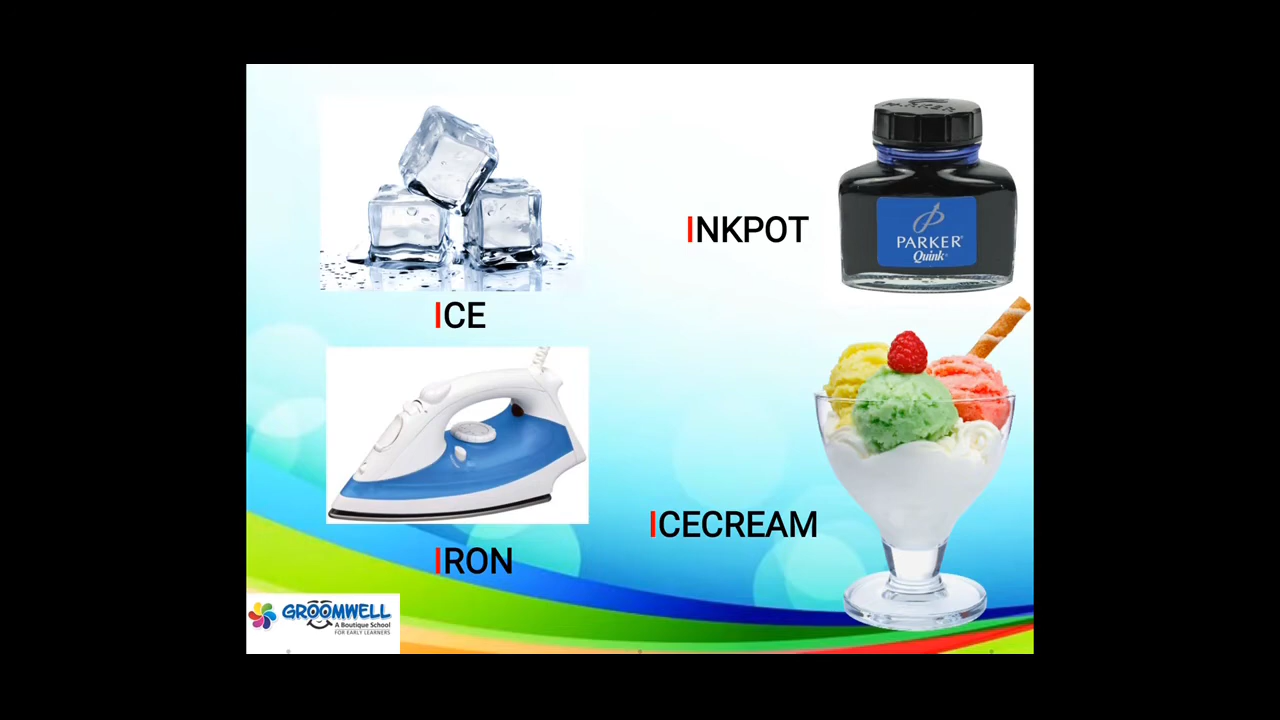 ICE
INKPOT
PARKER
Quink
IRON
ICECREAM
GROOMWELL
A Boutique School
FOR EARLY LEARNERS